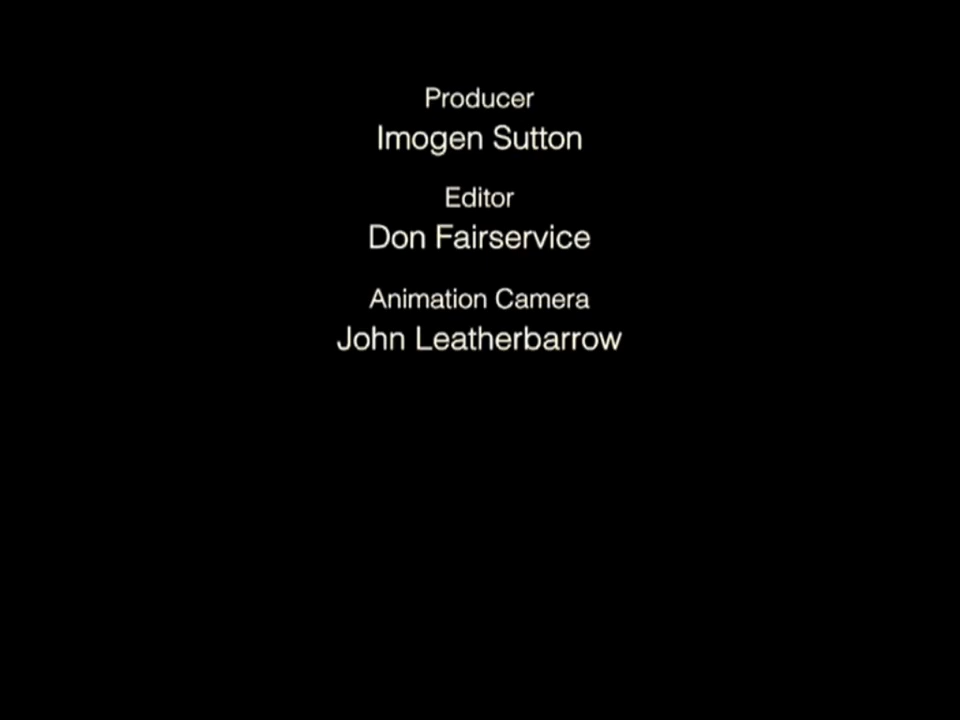 Producer
Imogen Sutton
Editor
Don Fairservice
Animation Camera
John Leatherbarrow